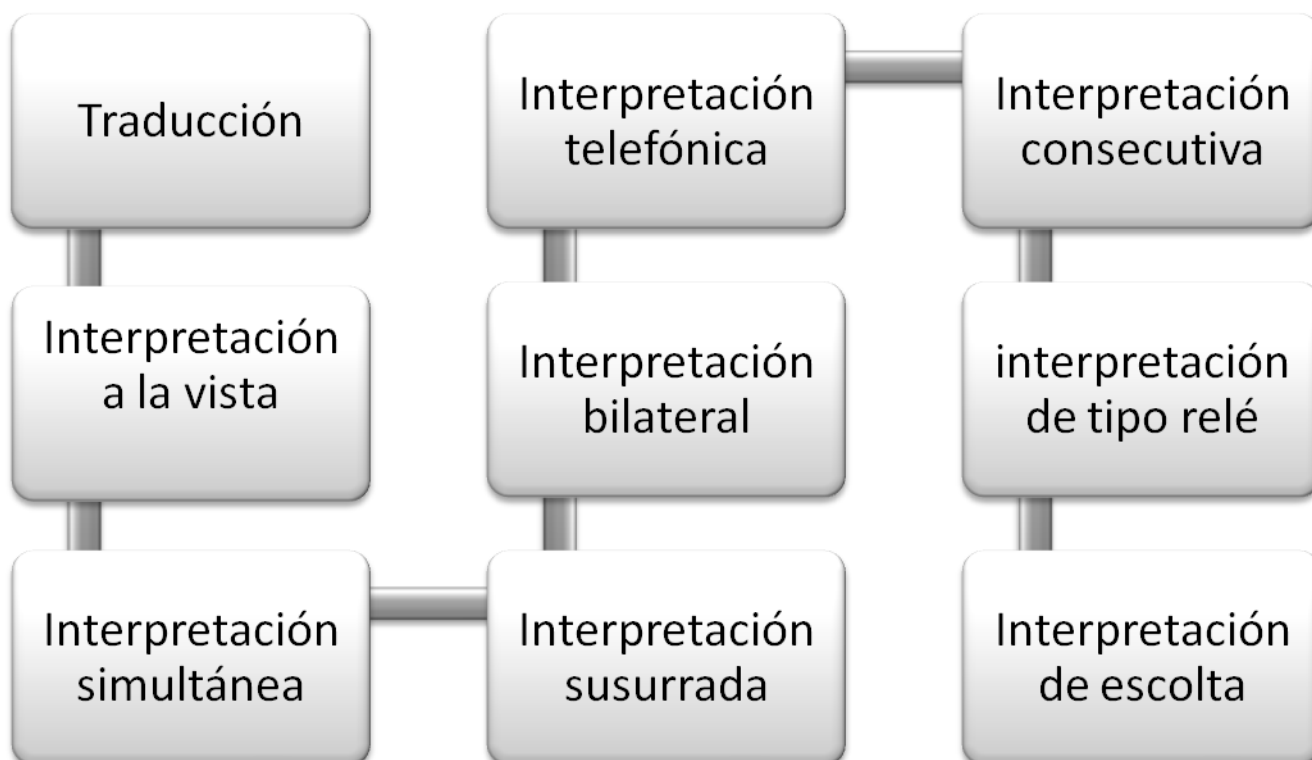 Traducción
Interpretación
a la vista
Interpretación
simultánea
Interpretación
susurrada
Interpretación
bilateral
Interpretación
telefónica
Interpretación
consecutiva
interpretación
de tipo relé
Interpretación
de escolta